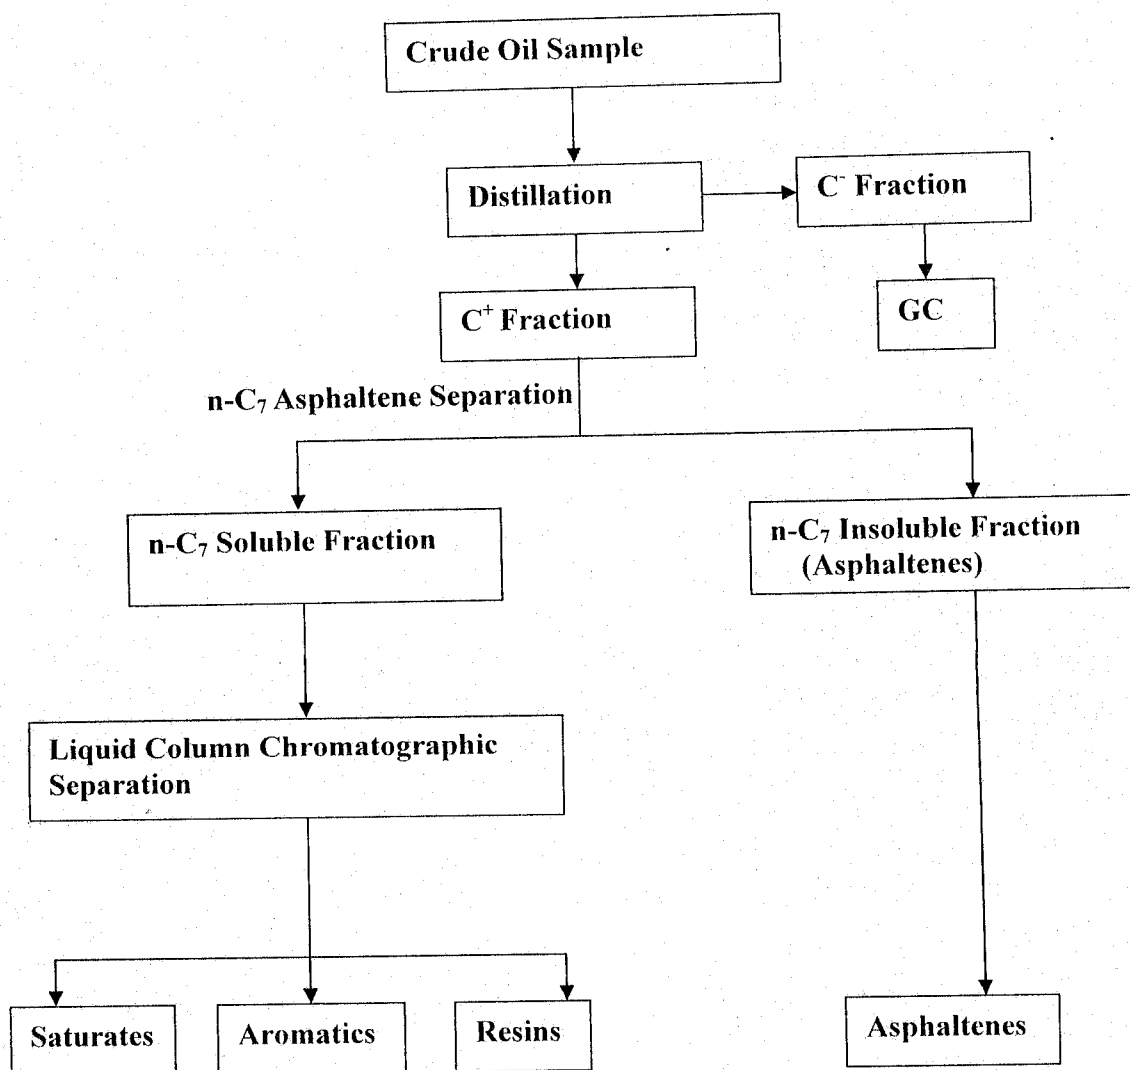 Crude Oil Sample
Distillation
C⁻ Fraction
C⁺ Fraction
GC
n-C₇ Asphaltene Separation
n-C₇ Soluble Fraction
n-C₇ Insoluble Fraction
(Asphaltenes)
Liquid Column Chromatographic
Separation
Saturates
Aromatics
Resins
Asphaltenes